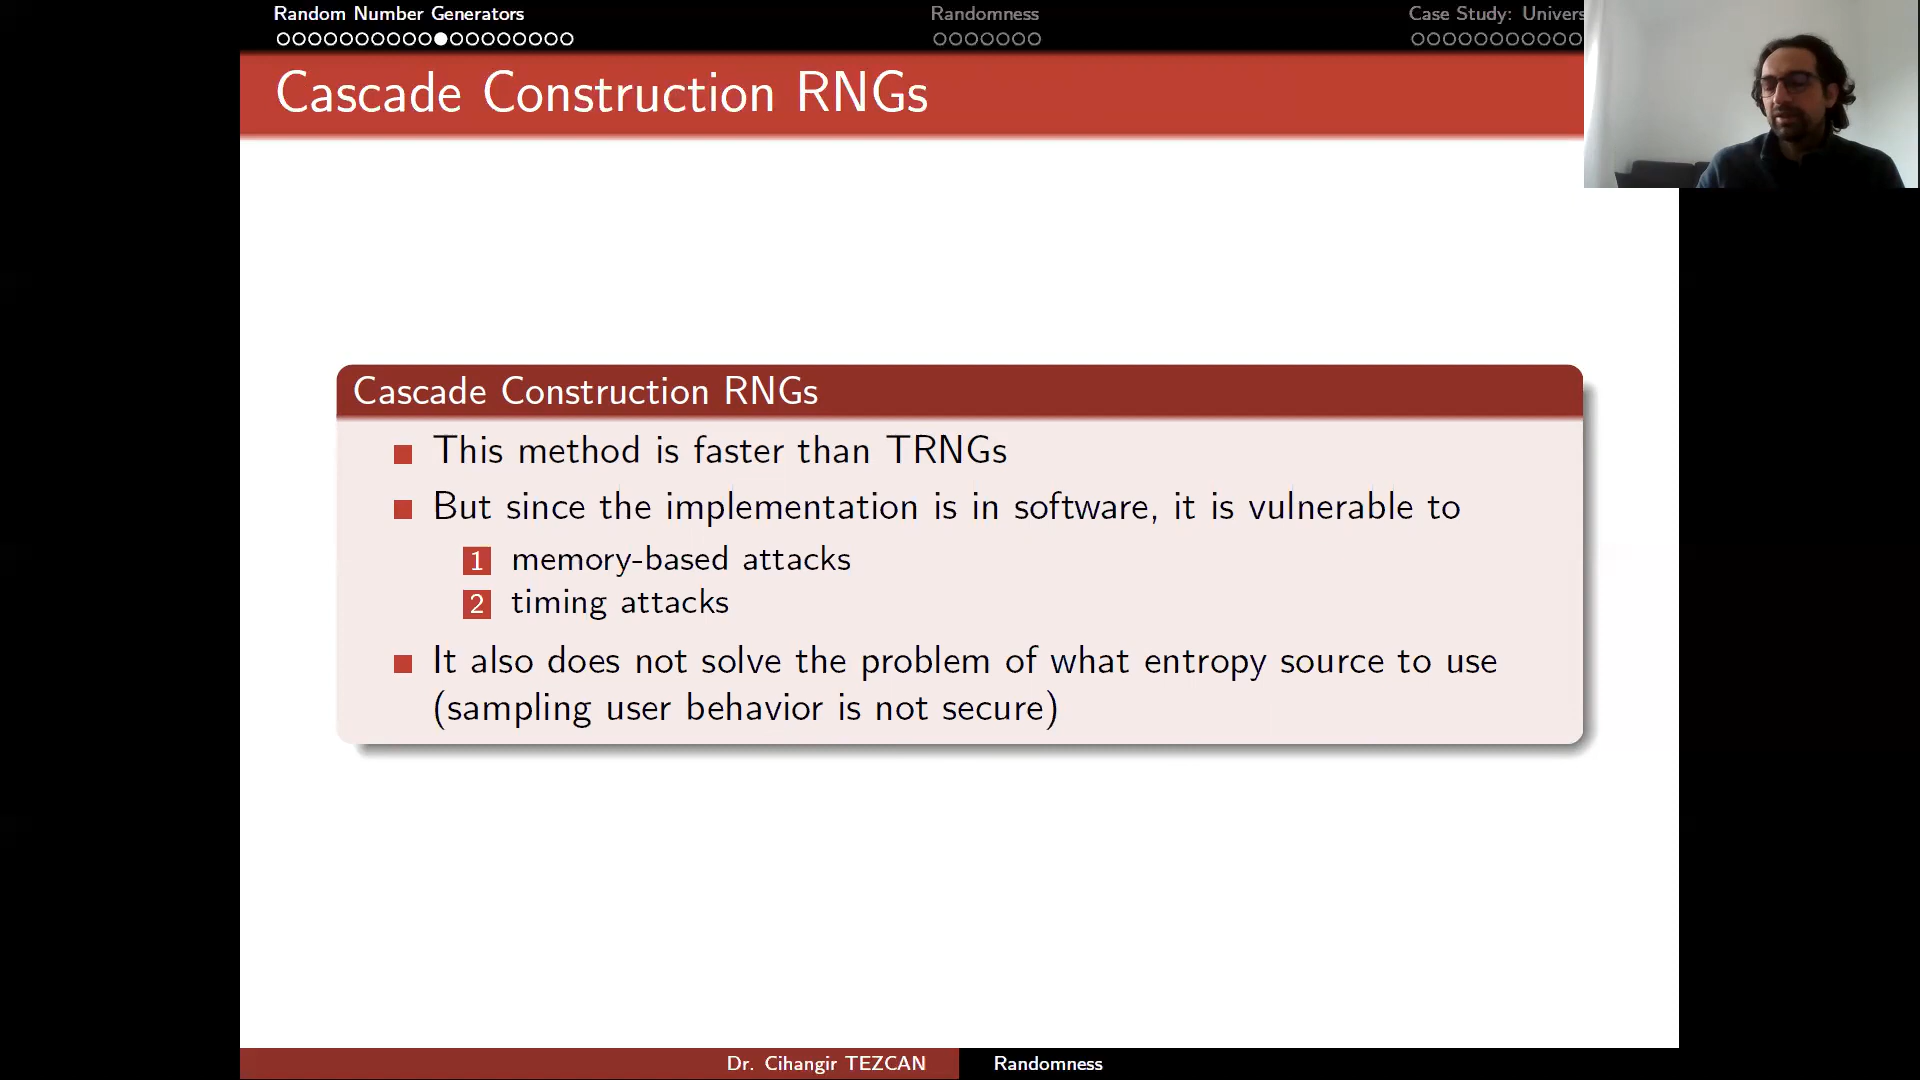 Random Number Generators
Randomness
Case Study: Univers
Cascade Construction RNGs
Cascade Construction RNGs
This method is faster than TRNGs
But since the implementation is in software, it is vulnerable to
1 memory-based attacks
2 timing attacks
It also does not solve the problem of what entropy source to use
(sampling user behavior is not secure)
Dr. Cihangir TEZCAN
Randomness